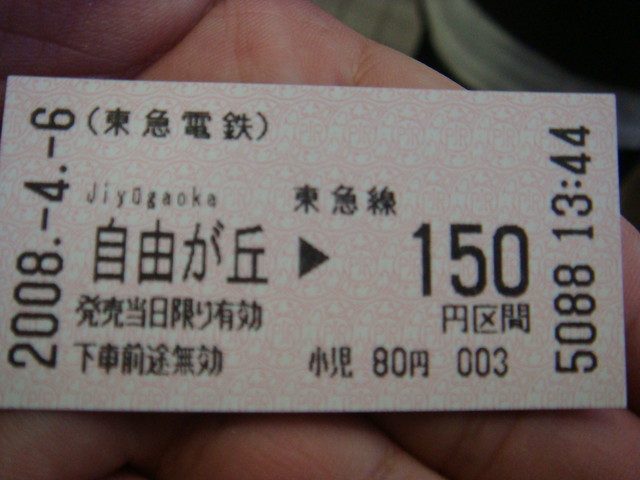 (東急電鉄)
2008.-4.-6
Jiyūgaoka
自由が丘 ▶ 東急線 150
円区間
発売当日限り有効
下車前途無効
小児 80円 003
5088 13:44